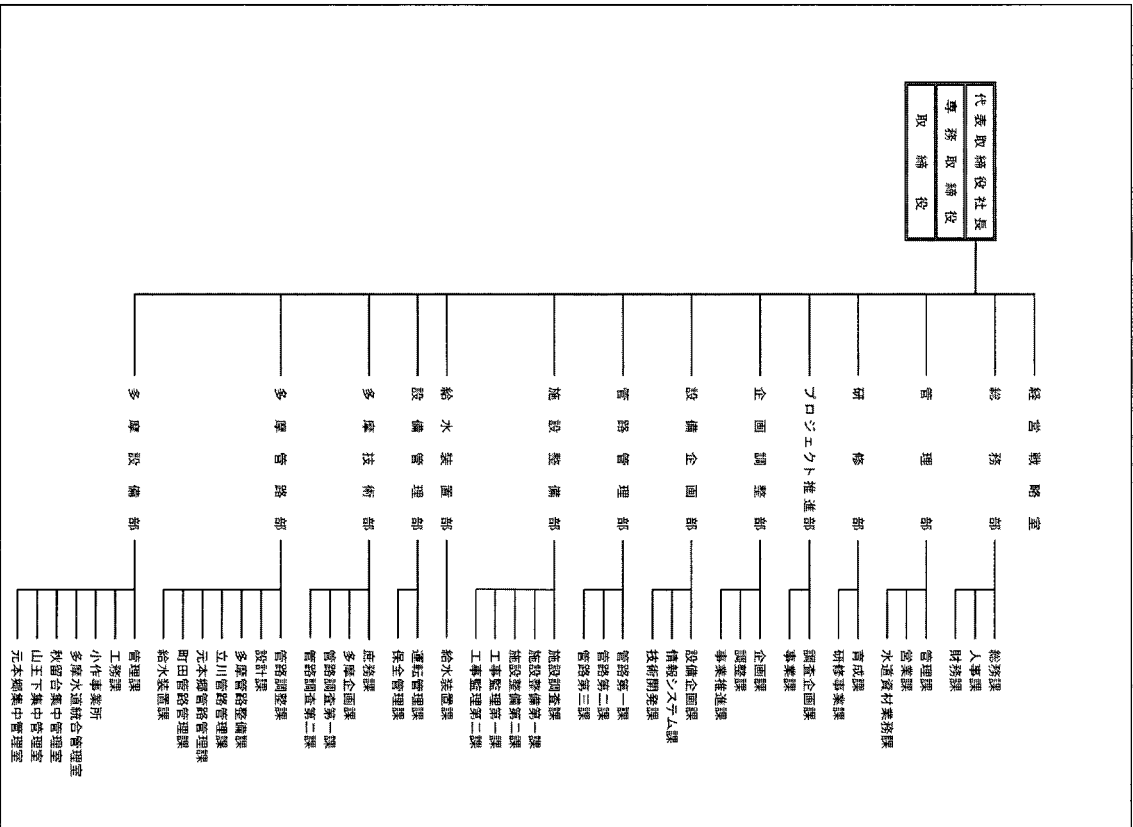 代表取締役社長
専務取締役
取締役
経営戦略室
総務部
総務課
人事課
財務課
管理部
管理課
営業課
水道資材業務課
研修部
育成課
研修事業課
プロジェクト推進部
調査企画課
事業課
企画調整部
企画課
調整課
事業推進課
設備企画部
設備企画課
情報システム課
技術開発課
管路管理部
管路第一課
管路第二課
管路第三課
施設整備部
施設調査課
施設整備第一課
施設整備第二課
工事監理第一課
工事監理第二課
給水装置部
給水装置課
設備管理部
運転管理課
保全管理課
多摩技術部
庶務課
多摩企画課
管路調査第一課
管路調査第二課
多摩管路部
管路調整課
設計課
多摩管路整備課
立川管路管理課
元本郷管路管理課
町田管路管理課
給水装置課
多摩設備部
管理課
工務課
小作事業所
多摩水道統合管理室
秋留台集中管理室
山王下集中管理室
元本郷集中管理室